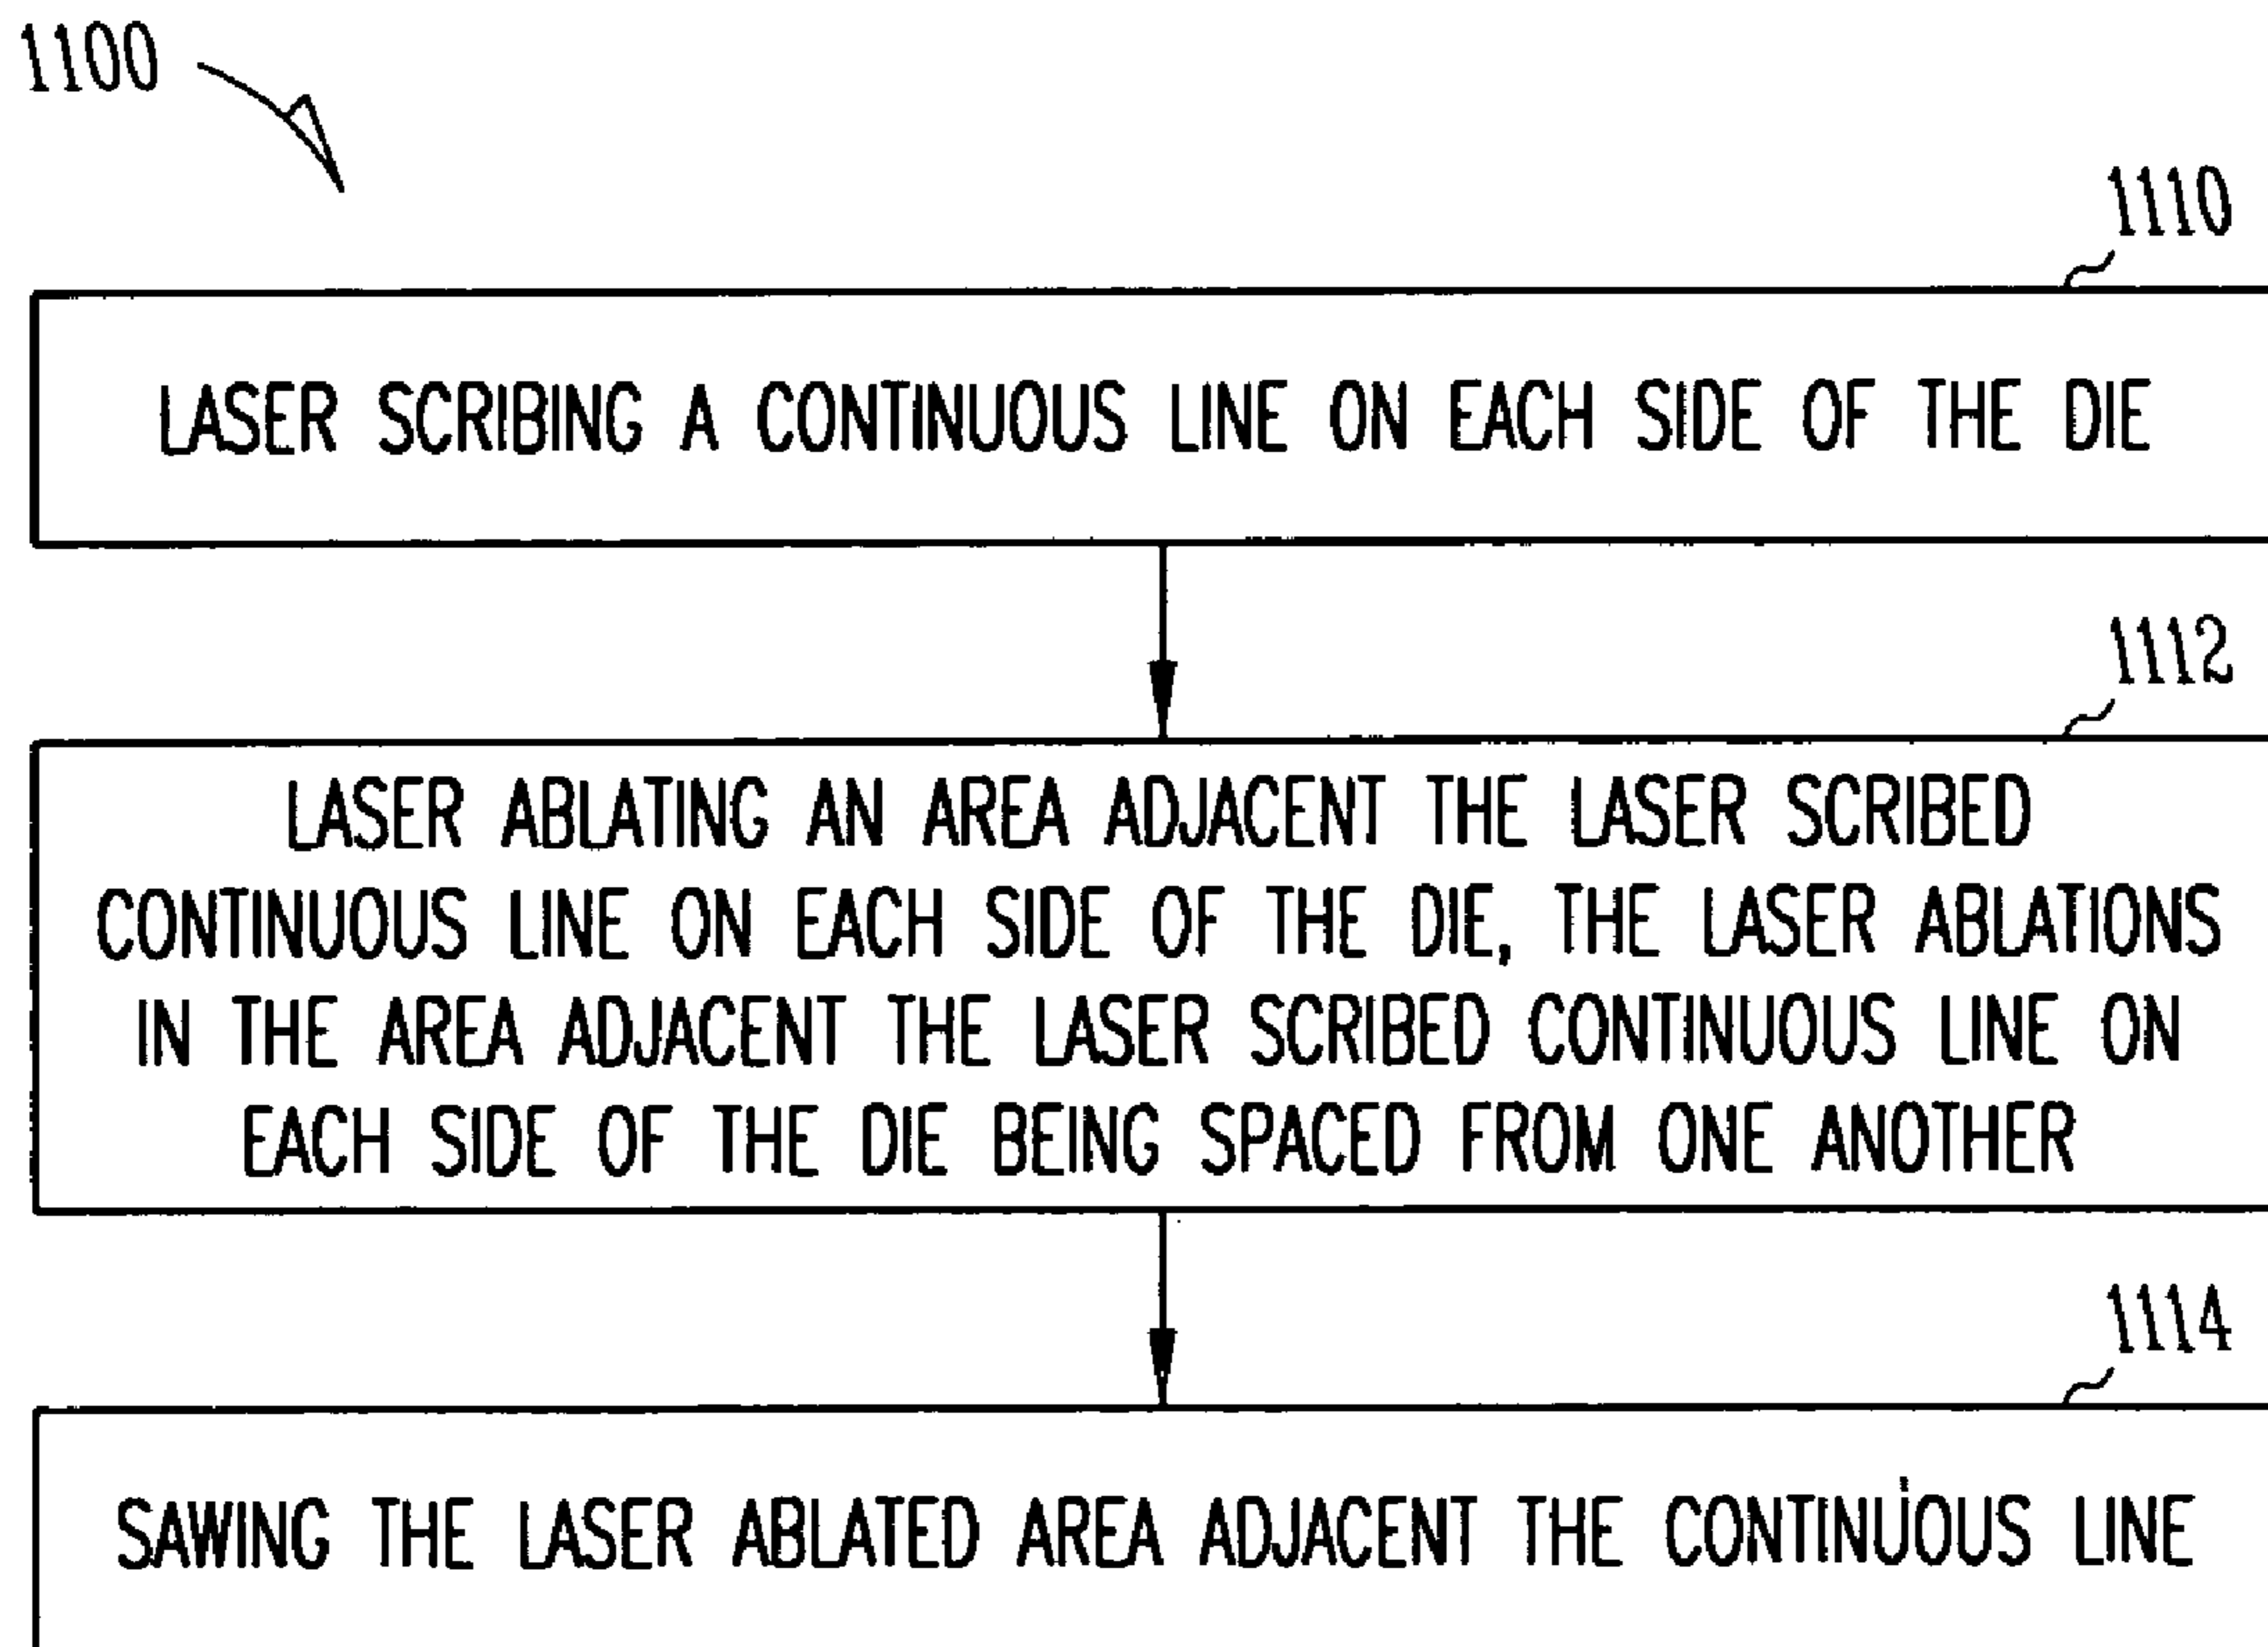 1100
1110
LASER SCRIBING A CONTINUOUS LINE ON EACH SIDE OF THE DIE
1112
LASER ABLATING AN AREA ADJACENT THE LASER SCRIBED
CONTINUOUS LINE ON EACH SIDE OF THE DIE, THE LASER ABLATIONS
IN THE AREA ADJACENT THE LASER SCRIBED CONTINUOUS LINE ON
EACH SIDE OF THE DIE BEING SPACED FROM ONE ANOTHER
1114
SAWING THE LASER ABLATED AREA ADJACENT THE CONTINUOUS LINE